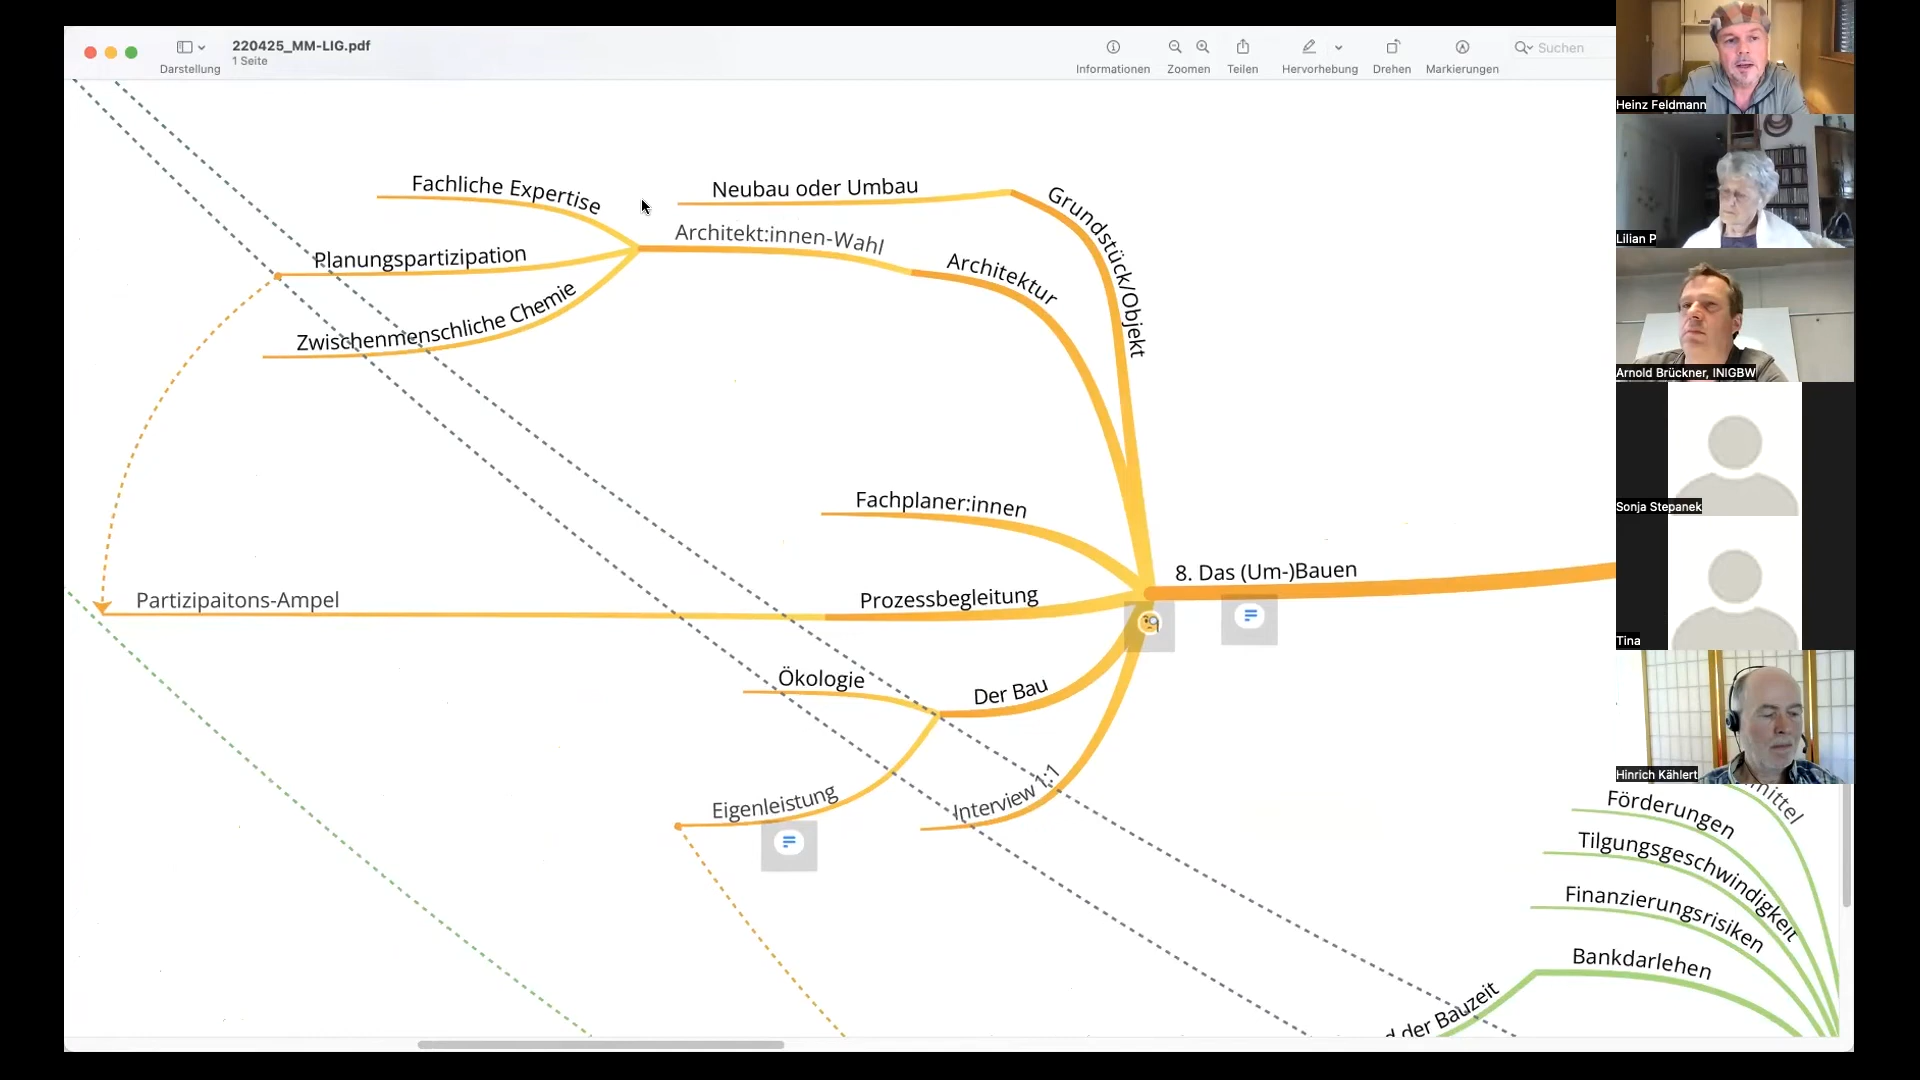 220425_MM-LIG.pdf
1 Seite
Darstellung
Informationen
Zoomen
Teilen
Hervorhebung
Drehen
Markierungen
Suchen
Heinz Feldmann
Lilian P
Arnold Brückner, INIGBW
Sonja Stepanek
Tina
Hinrich Kählert
Fachliche Expertise
Neubau oder Umbau
Grundstück/Objekt
Architekt:innen-Wahl
Planungspartizipation
Architektur
Zwischenmenschliche Chemie
Fachplaner:innen
8. Das (Um-)Bauen
Partizipaitons-Ampel
Prozessbegleitung
Ökologie
Der Bau
Eigenleistung
Interview 1:1
mittel
Förderungen
Tilgungsgeschwindigkeit
Finanzierungsrisiken
Bankdarlehen
d der Bauzeit